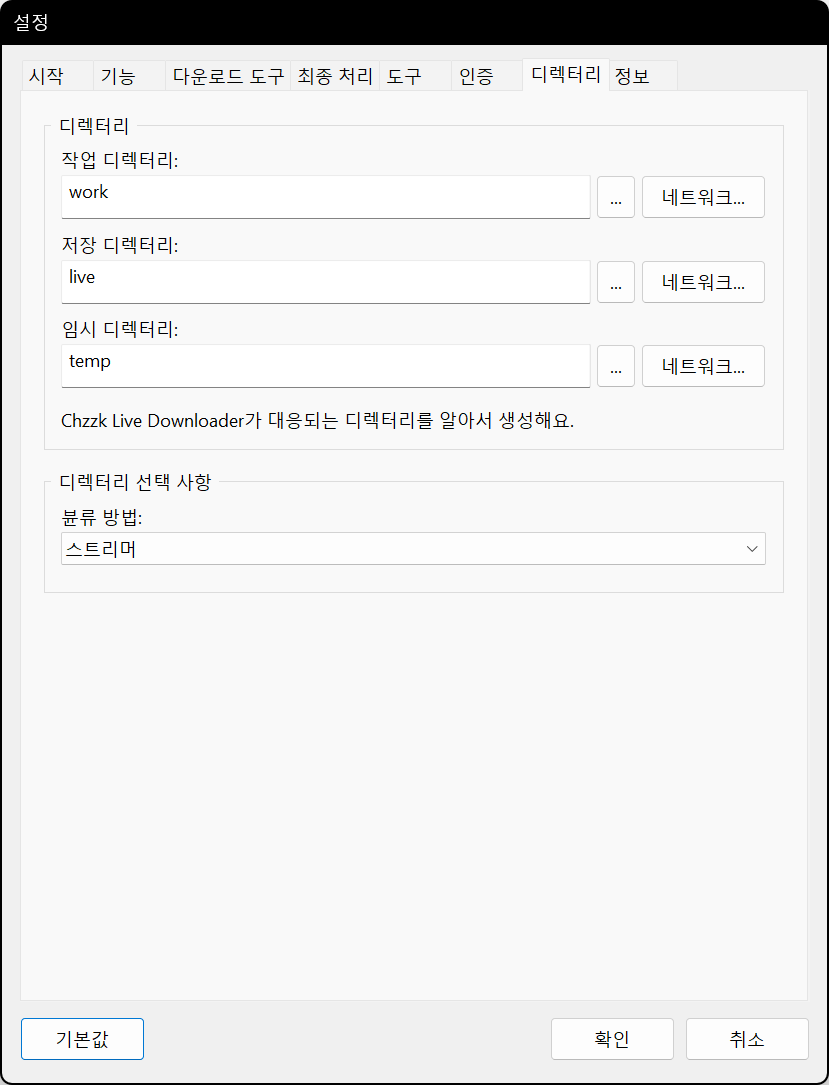 설정
시작 기능 다운로드 도구 최종 처리 도구 인증 디렉터리 정보
디렉터리
작업 디렉터리:
work ... 네트워크...
저장 디렉터리:
live ... 네트워크...
임시 디렉터리:
temp ... 네트워크...
Chzzk Live Downloader가 대응되는 디렉터리를 알아서 생성해요.
디렉터리 선택 사항
뷴류 방법:
스트리머
기본값 확인 취소